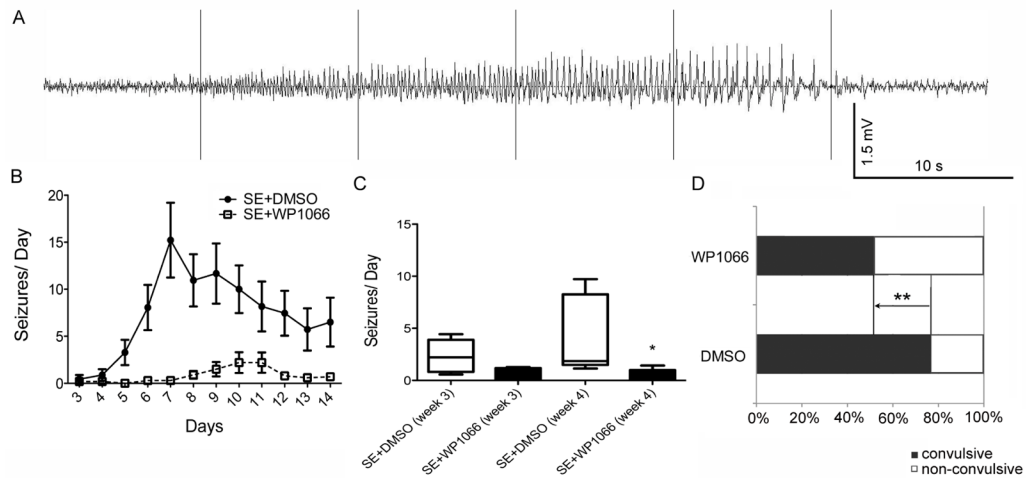 A
1.5 mV
10 s
B
SE+DMSO
SE+WP1066
Seizures/ Day
20
15
10
5
0
3 4 5 6 7 8 9 10 11 12 13 14
Days
C
Seizures/ Day
15
10
5
0
SE+DMSO (week 3)
SE+WP1066 (week 3)
SE+DMSO (week 4)
SE+WP1066 (week 4)
*
D
WP1066
**
DMSO
0% 20% 40% 60% 80% 100%
convulsive
non-convulsive